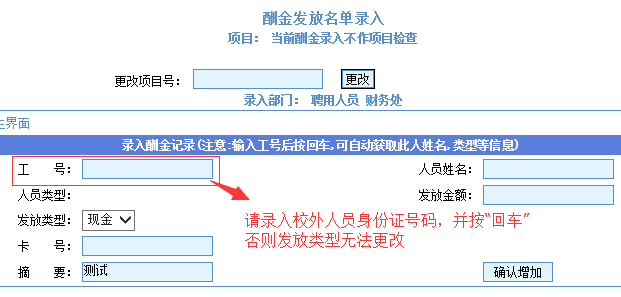 酬金发放名单录入
项目: 当前酬金录入不作项目检查
更改项目号: 更改
录入部门: 聘用人员 财务处
主界面
录入酬金记录(注意:输入工号后按回车,可自动获取此人姓名,类型等信息)
工 号: 人员姓名:
人员类型: 发放金额:
发放类型: 现金
请录入校外人员身份证号码，并按“回车”
否则发放类型无法更改
卡 号:
摘 要: 测试 确认增加